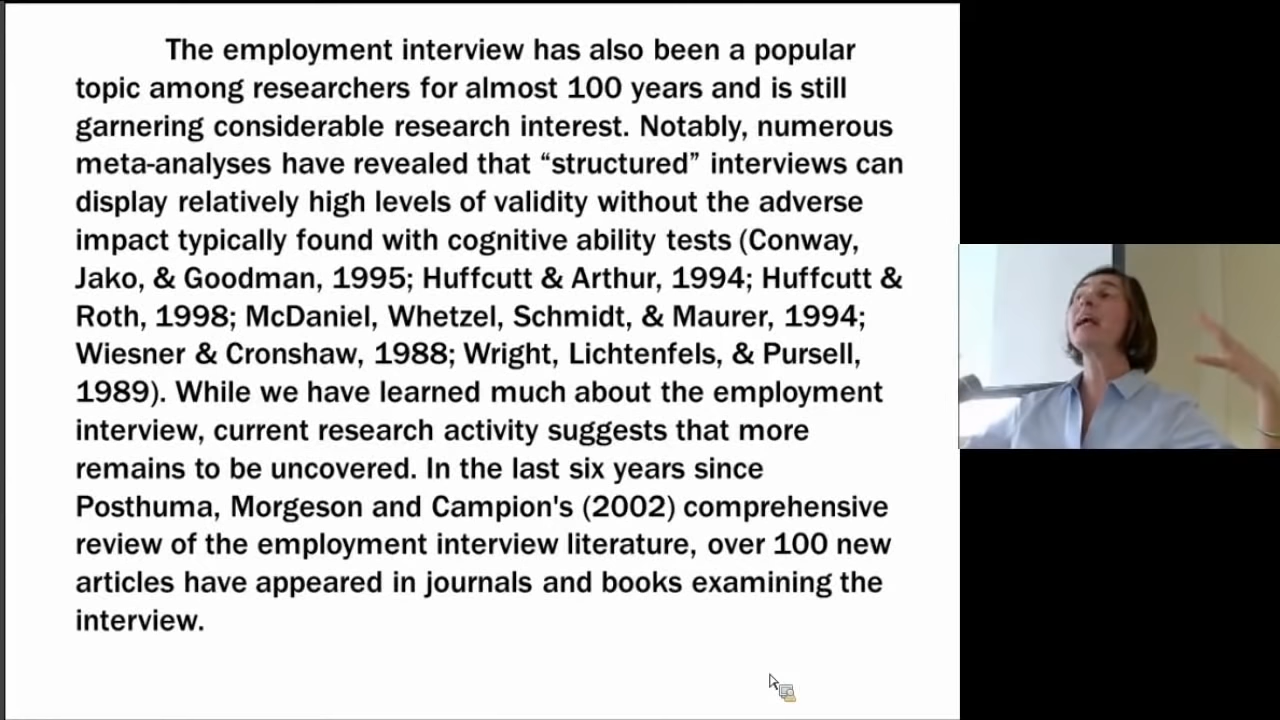 The employment interview has also been a popular
topic among researchers for almost 100 years and is still
garnering considerable research interest. Notably, numerous
meta-analyses have revealed that “structured” interviews can
display relatively high levels of validity without the adverse
impact typically found with cognitive ability tests (Conway,
Jako, & Goodman, 1995; Huffcutt & Arthur, 1994; Huffcutt &
Roth, 1998; McDaniel, Whetzel, Schmidt, & Maurer, 1994;
Wiesner & Cronshaw, 1988; Wright, Lichtenfels, & Pursell,
1989). While we have learned much about the employment
interview, current research activity suggests that more
remains to be uncovered. In the last six years since
Posthuma, Morgeson and Campion's (2002) comprehensive
review of the employment interview literature, over 100 new
articles have appeared in journals and books examining the
interview.